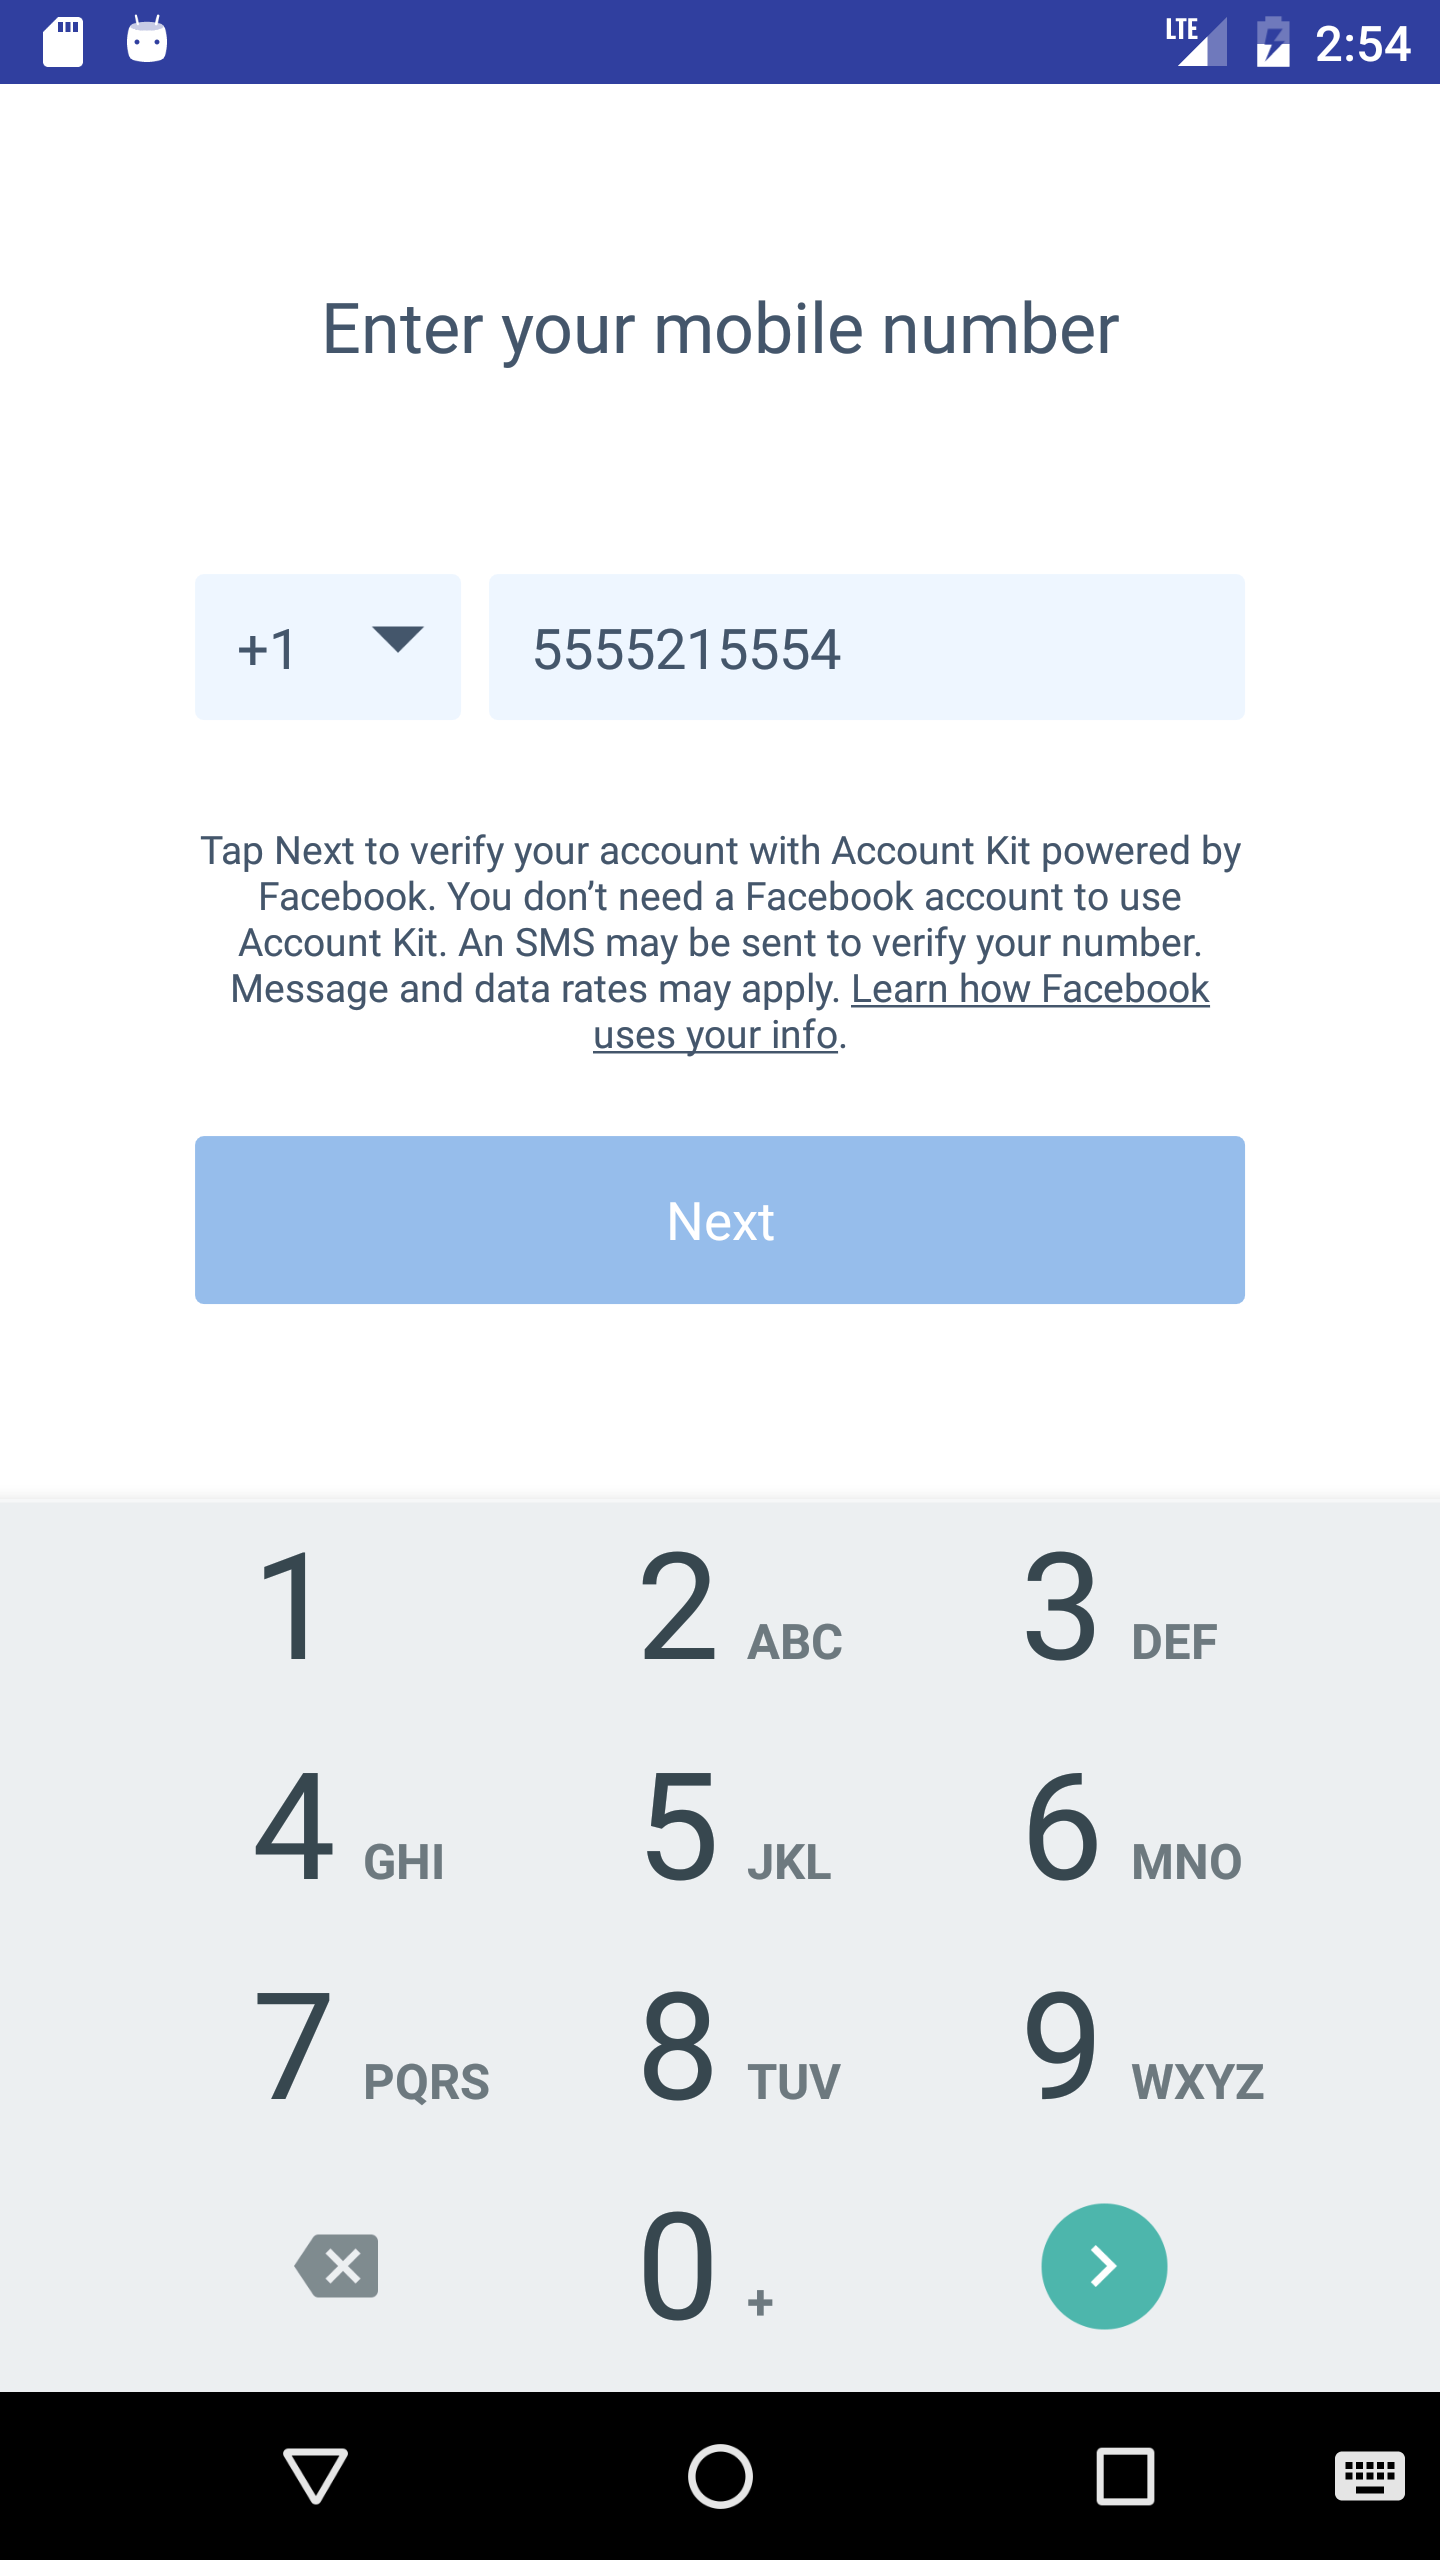 LTE 2:54
Enter your mobile number
+1 5555215554
Tap Next to verify your account with Account Kit powered by
Facebook. You don’t need a Facebook account to use
Account Kit. An SMS may be sent to verify your number.
Message and data rates may apply. Learn how Facebook
uses your info.
Next
1 2 ABC 3 DEF
4 GHI 5 JKL 6 MNO
7 PQRS 8 TUV 9 WXYZ
0 +